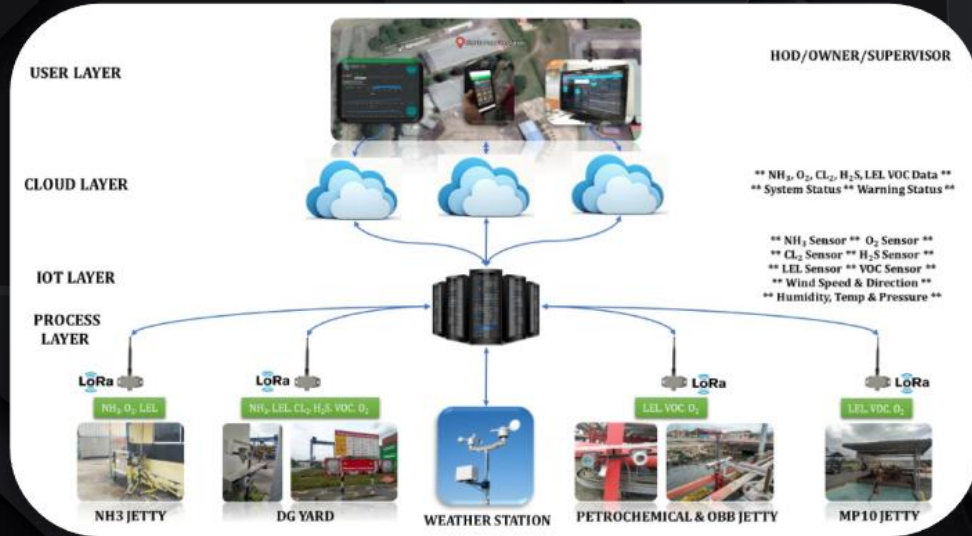 USER LAYER
HOD/OWNER/SUPERVISOR
CLOUD LAYER
** NH₃, O₂, CL₂, H₂S, LEL VOC Data **
** System Status ** Warning Status **
IOT LAYER
** NH₃ Sensor ** O₂ Sensor **
** CL₂ Sensor ** H₂S Sensor **
** LEL Sensor ** VOC Sensor **
** Wind Speed & Direction **
** Humidity, Temp & Pressure **
PROCESS
LAYER
LoRa
LoRa
LoRa
LoRa
NH₃, O₂, LEL
NH₃, LEL, CL₂, H₂S. VOC. O₂
LEL. VOC. O₂
LEL. VOC. O₂
NH3 JETTY
DG YARD
WEATHER STATION
PETROCHEMICAL & OBB JETTY
MP10 JETTY